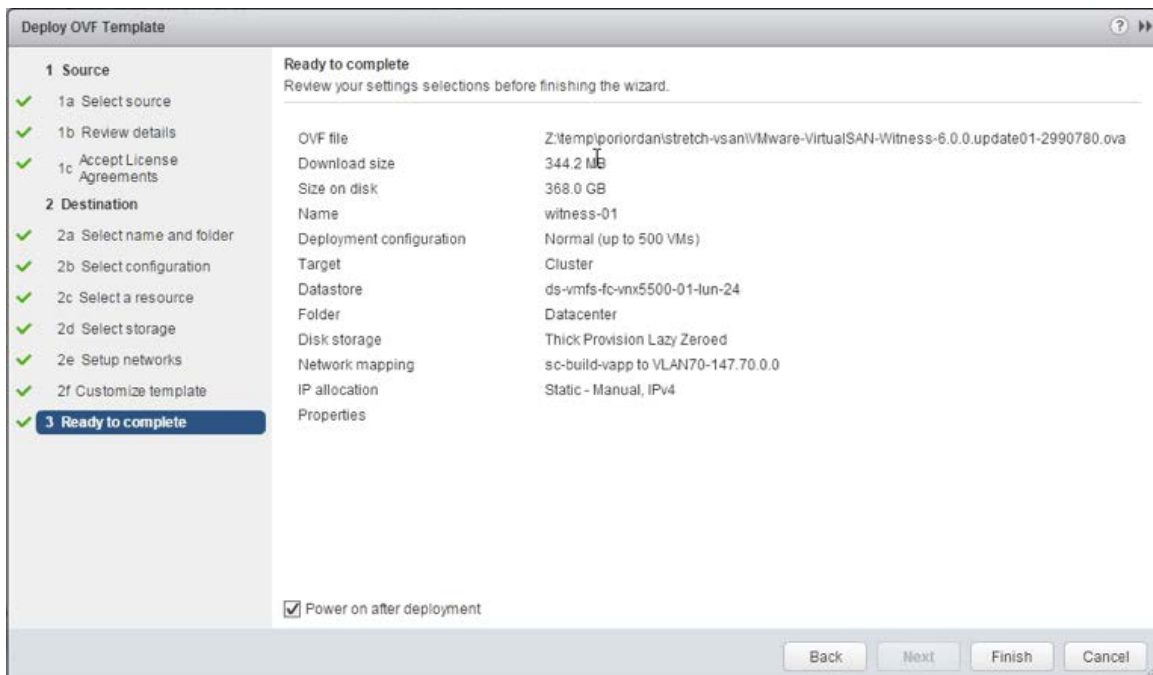 Deploy OVF Template
1 Source
1a Select source
1b Review details
1c Accept License
Agreements
2 Destination
2a Select name and folder
2b Select configuration
2c Select a resource
2d Select storage
2e Setup networks
2f Customize template
3 Ready to complete
Ready to complete
Review your settings selections before finishing the wizard.
OVF file Z:\temp\poriordan\stretch-vsan\VMware-VirtualSAN-Witness-6.0.0.update01-2990780.ova
Download size 344.2 MB
Size on disk 368.0 GB
Name witness-01
Deployment configuration Normal (up to 500 VMs)
Target Cluster
Datastore ds-vmfs-fc-vnx5500-01-lun-24
Folder Datacenter
Disk storage Thick Provision Lazy Zeroed
Network mapping sc-build-vapp to VLAN70-147.70.0.0
IP allocation Static - Manual, IPv4
Properties
Power on after deployment
Back Next Finish Cancel